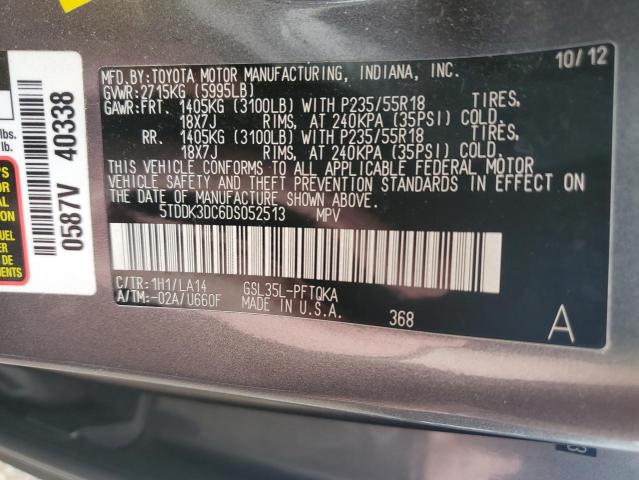 MFD.BY:TOYOTA MOTOR MANUFACTURING, INDIANA, INC. 10/12
GVWR:2715KG (5995LB)
GAWR:FRT. 1405KG (3100LB) WITH P235/55R18 TIRES,
18X7J RIMS, AT 240KPA (35PSI) COLD.
RR. 1405KG (3100LB) WITH P235/55R18 TIRES,
18X7J RIMS, AT 240KPA (35PSI) COLD.
THIS VEHICLE CONFORMS TO ALL APPLICABLE FEDERAL MOTOR
VEHICLE SAFETY AND THEFT PREVENTION STANDARDS IN EFFECT ON
THE DATE OF MANUFACTURE SHOWN ABOVE.
5TDDK3DC6DS052513 MPV
C/TR:1H1/LA14 GSL35L-PFTQKA
A/TM:-02A/U660F MADE IN U.S.A.
368 A
0587V 40338
lbs.
lb.